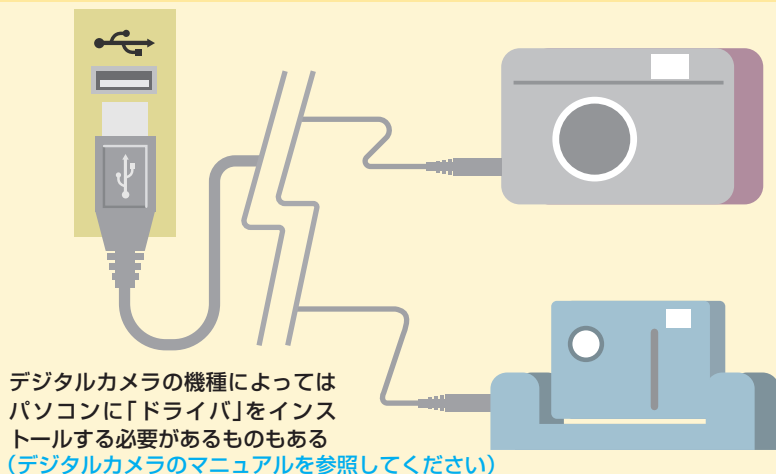 デジタルカメラの機種によっては
パソコンに「ドライバ」をインス
トールする必要があるものもある
（デジタルカメラのマニュアルを参照してください）